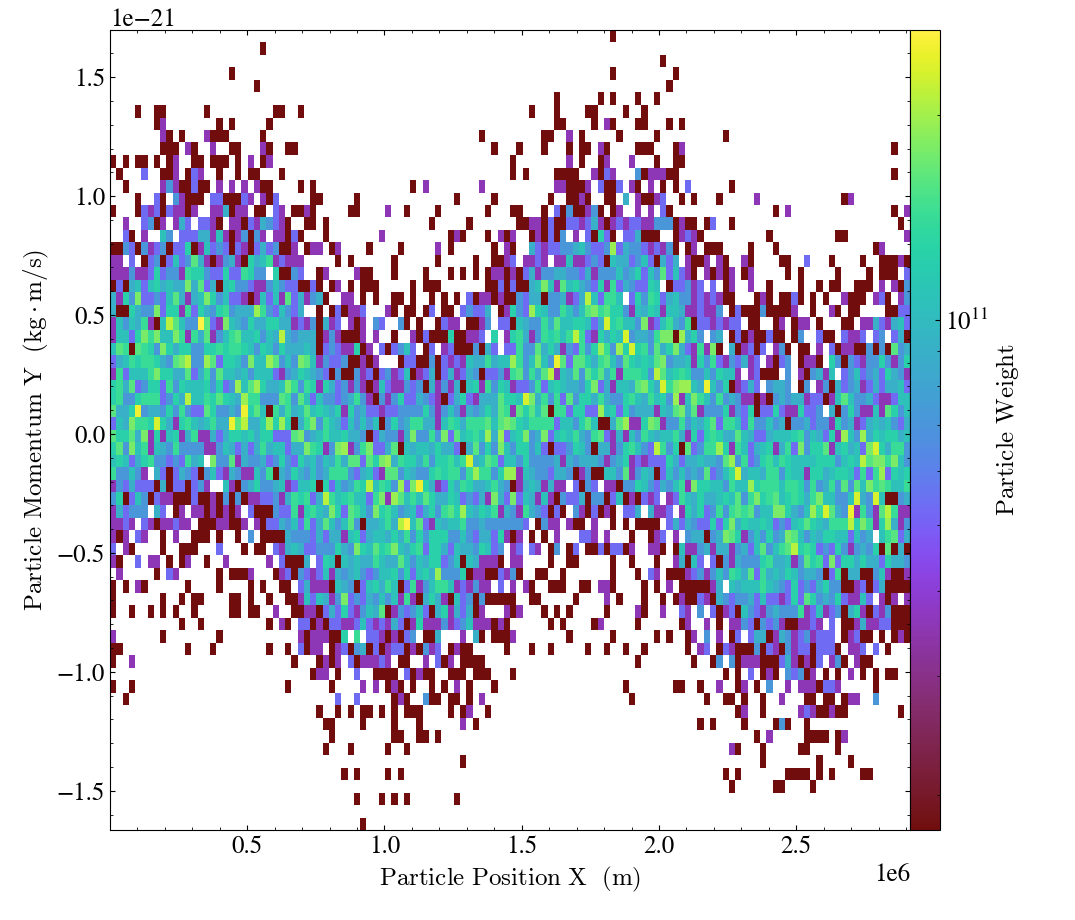 1e−21
1.5
1.0
0.5
0.0
−0.5
−1.0
−1.5
Particle Momentum Y (kg · m/s)
0.5
1.0
1.5
2.0
2.5
1e6
Particle Position X (m)
10¹¹
Particle Weight